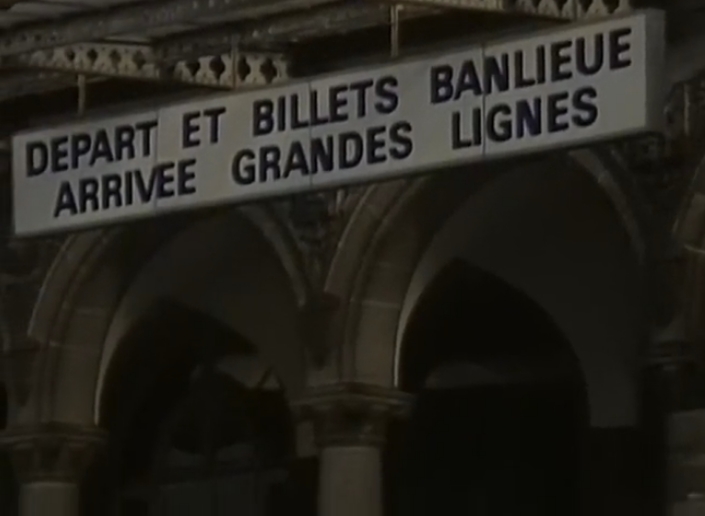 DEPART ET BILLETS BANLIEUE
ARRIVEE GRANDES LIGNES